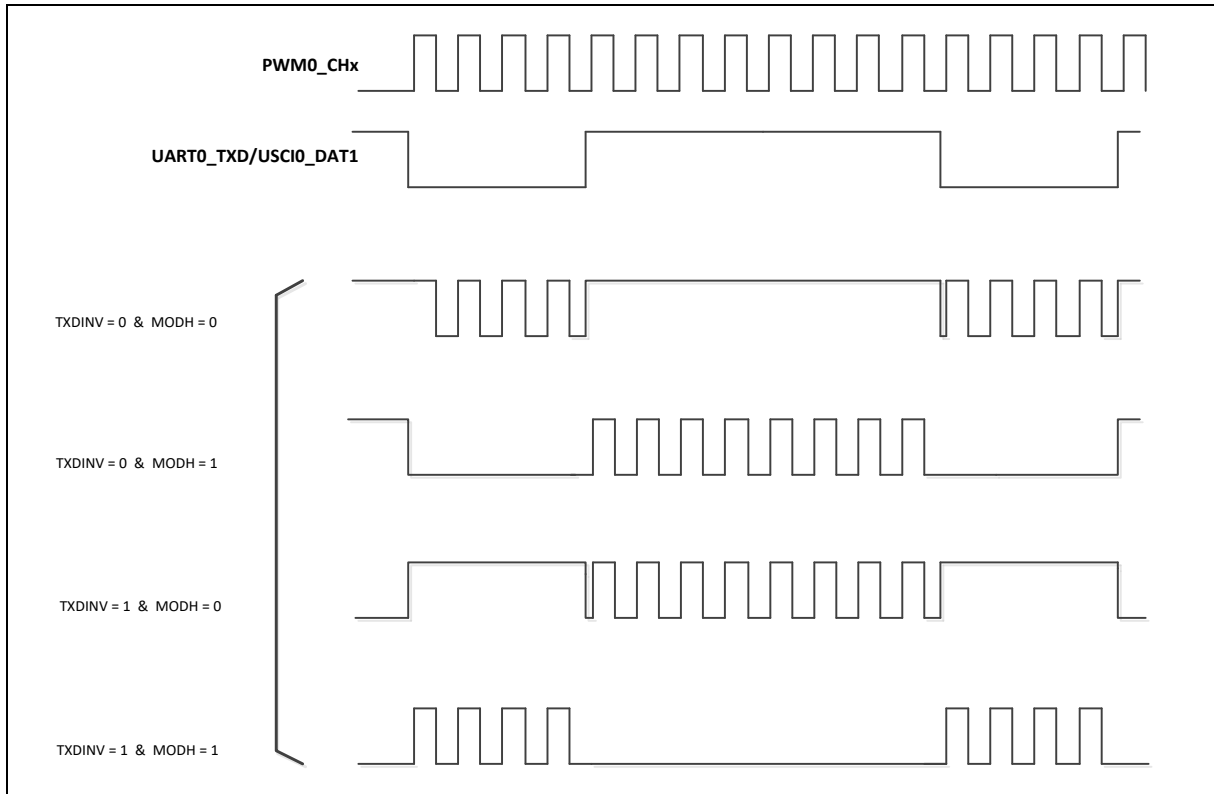 PWM0_CHx
UART0_TXD/USCI0_DAT1
TXDINV = 0 & MODH = 0
TXDINV = 0 & MODH = 1
TXDINV = 1 & MODH = 0
TXDINV = 1 & MODH = 1